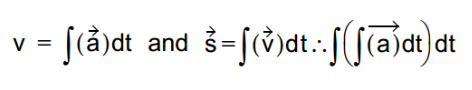 v = ∫(a⃗)dt and s⃗=∫(v⃗)dt∴∫(∫(a)⃗dt)dt